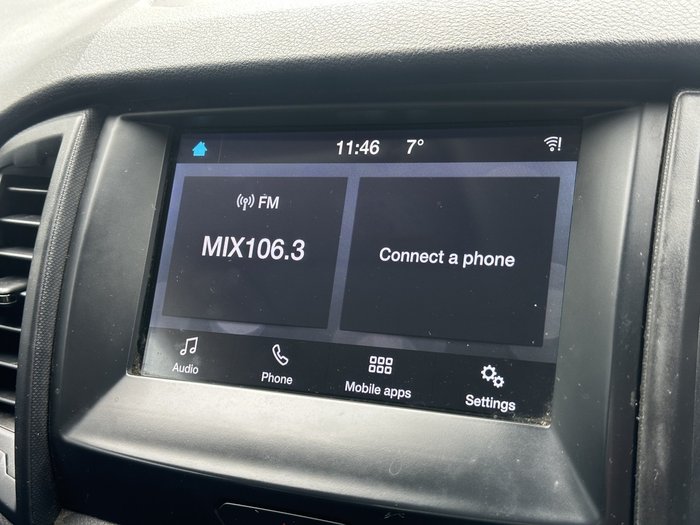 11:46 7°
FM
MIX106.3
Connect a phone
Audio
Phone
Mobile apps
Settings